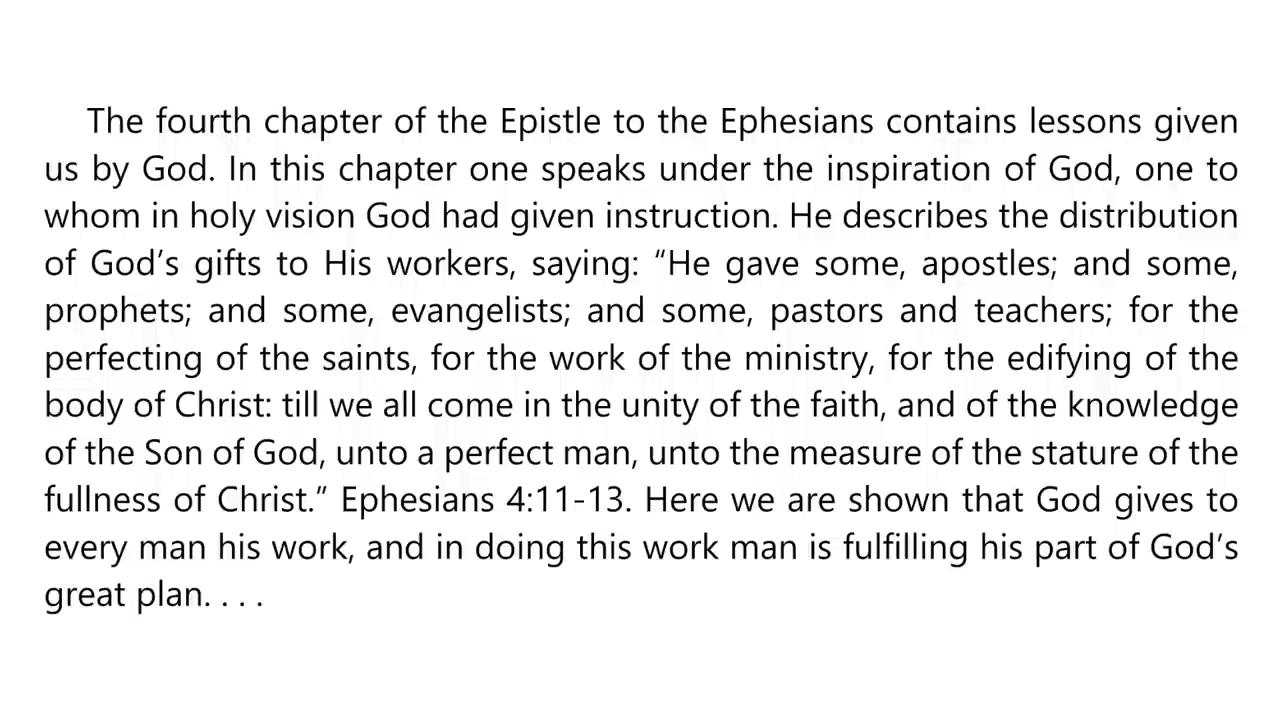 The fourth chapter of the Epistle to the Ephesians contains lessons given
us by God. In this chapter one speaks under the inspiration of God, one to
whom in holy vision God had given instruction. He describes the distribution
of God’s gifts to His workers, saying: “He gave some, apostles; and some,
prophets; and some, evangelists; and some, pastors and teachers; for the
perfecting of the saints, for the work of the ministry, for the edifying of the
body of Christ: till we all come in the unity of the faith, and of the knowledge
of the Son of God, unto a perfect man, unto the measure of the stature of the
fullness of Christ.” Ephesians 4:11-13. Here we are shown that God gives to
every man his work, and in doing this work man is fulfilling his part of God’s
great plan. . . .